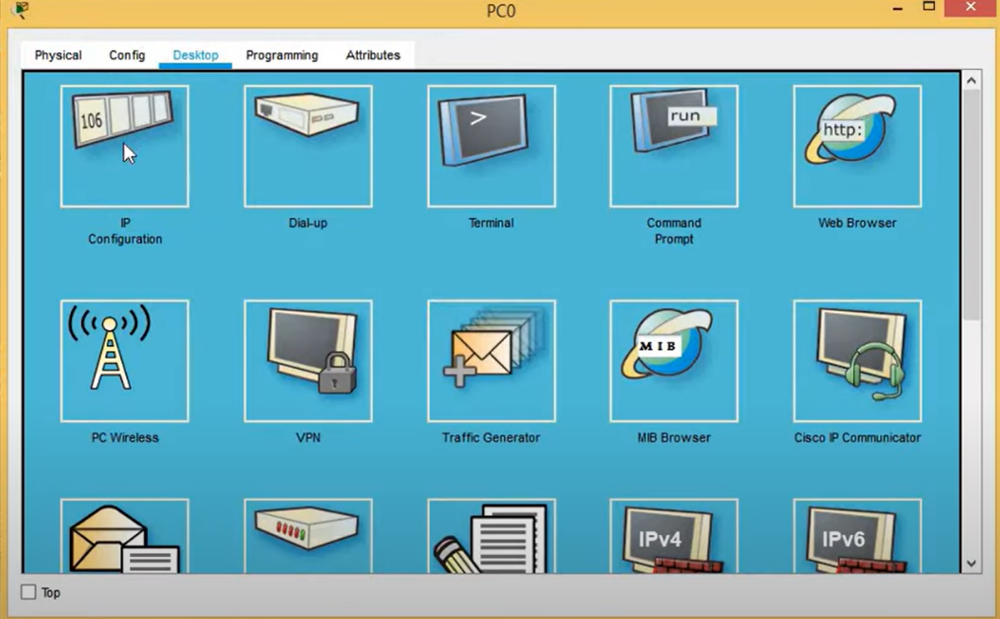 PC0
Physical Config Desktop Programming Attributes
106
>
run
http:
IP
Configuration
Dial-up
Terminal
Command
Prompt
Web Browser
MIB
PC Wireless
VPN
Traffic Generator
MIB Browser
Cisco IP Communicator
IPv4
IPv6
Top